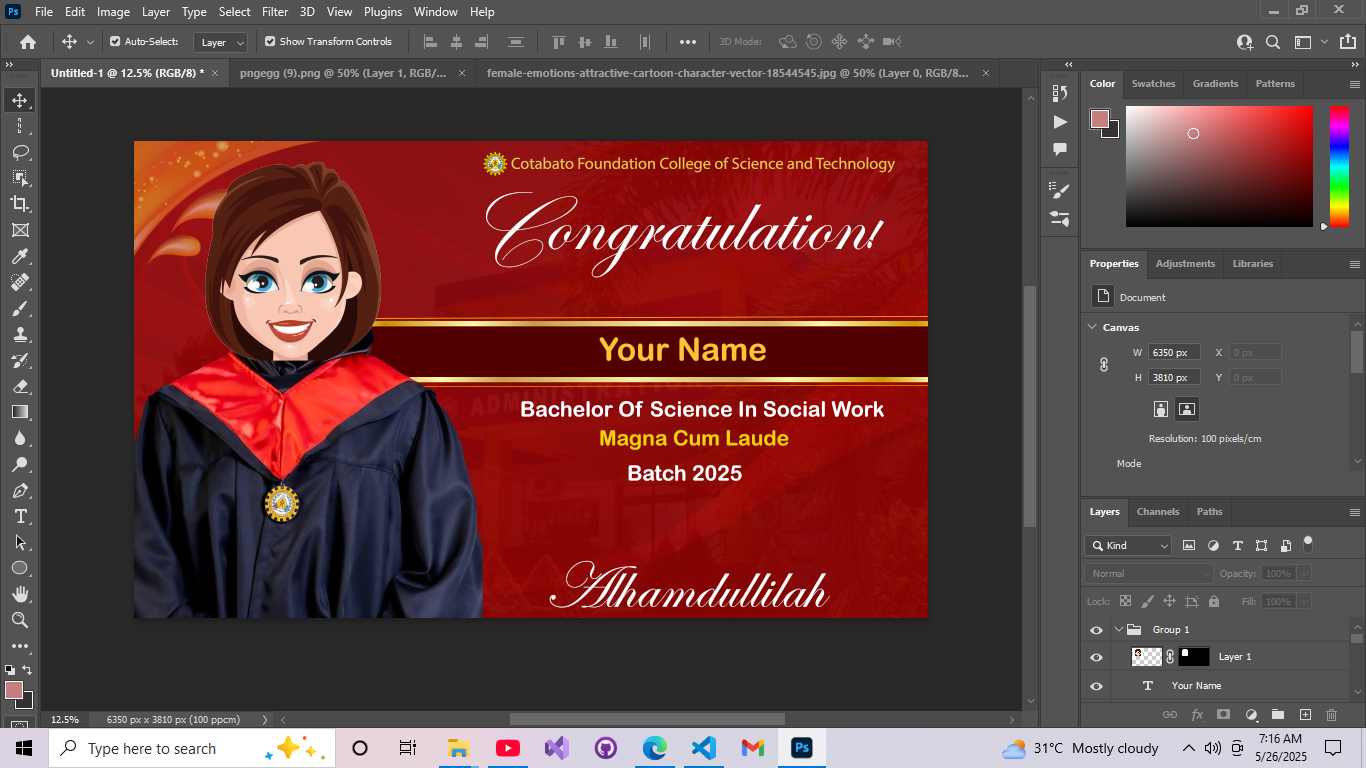 Ps File Edit Image Layer Type Select Filter 3D View Plugins Window Help
Auto-Select: Layer Show Transform Controls 3D Mode:
Untitled-1 @ 12.5% (RGB/8) * pngegg (9).png @ 50% (Layer 1, RGB/... female-emotions-attractive-cartoon-character-vector-18544545.jpg @ 50% (Layer 0, RGB/8...
Cotabato Foundation College of Science and Technology
Congratulation!
Your Name
ADMINISTRATION
Bachelor Of Science In Social Work
Magna Cum Laude
Batch 2025
Alhamdullilah
12.5% 6350 px x 3810 px (100 ppcm)
Color Swatches Gradients Patterns
Properties Adjustments Libraries
Document
Canvas
W 6350 px X 0 px
H 3810 px Y 0 px
Resolution: 100 pixels/cm
Mode
Layers Channels Paths
Kind
Normal Opacity: 100%
Lock: Fill: 100%
Group 1
Layer 1
T Your Name
fx
Type here to search
Ps
31°C Mostly cloudy
7:16 AM
5/26/2025